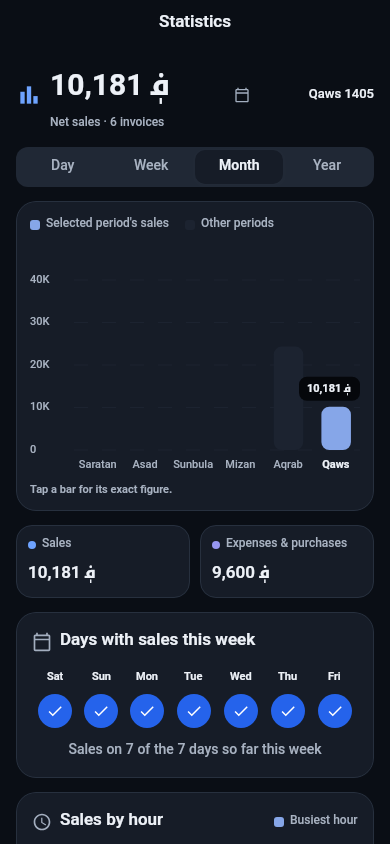 Statistics
10,181 ؋
Qaws 1405
Net sales · 6 invoices
Day Week Month Year
Selected period's sales Other periods
40K
30K
20K
10,181 ؋
10K
0
Saratan Asad Sunbula Mizan Aqrab Qaws
Tap a bar for its exact figure.
Sales Expenses & purchases
10,181 ؋ 9,600 ؋
Days with sales this week
Sat Sun Mon Tue Wed Thu Fri
Sales on 7 of the 7 days so far this week
Sales by hour Busiest hour